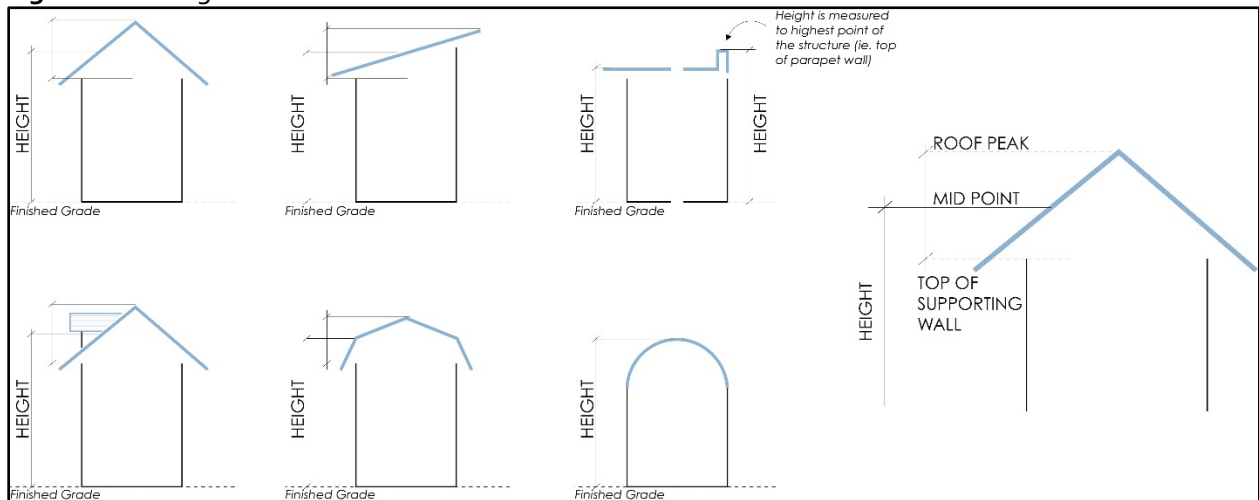 Height is measured
to highest point of
the structure (ie. top
of parapet wall)
HEIGHT
Finished Grade
HEIGHT
Finished Grade
HEIGHT
HEIGHT
Finished Grade
ROOF PEAK
MID POINT
TOP OF
SUPPORTING
WALL
HEIGHT
HEIGHT
Finished Grade
HEIGHT
Finished Grade
HEIGHT
Finished Grade